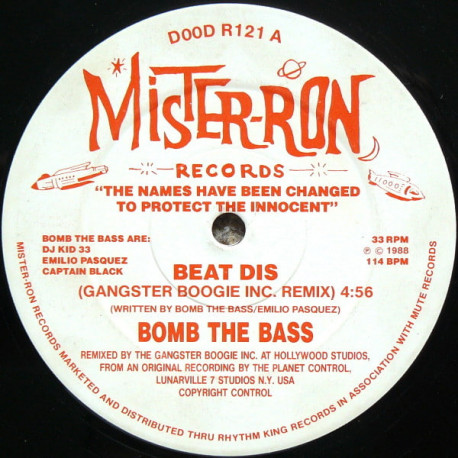 DOOD R121 A
MISTER-RON
RECORDS
"THE NAMES HAVE BEEN CHANGED
TO PROTECT THE INNOCENT"
BOMB THE BASS ARE:
DJ KID 33
EMILIO PASQUEZ
CAPTAIN BLACK
33 RPM
℗ © 1988
114 BPM
BEAT DIS
(GANGSTER BOOGIE INC. REMIX) 4:56
(WRITTEN BY BOMB THE BASS/EMILIO PASQUEZ)
BOMB THE BASS
REMIXED BY THE GANGSTER BOOGIE INC. AT HOLLYWOOD STUDIOS,
FROM AN ORIGINAL RECORDING BY THE PLANET CONTROL,
LUNARVILLE 7 STUDIOS N.Y. USA
COPYRIGHT CONTROL
MISTER-RON RECORDS MARKETED AND DISTRIBUTED THRU RHYTHM KING RECORDS IN ASSOCIATION WITH MUTE RECORDS